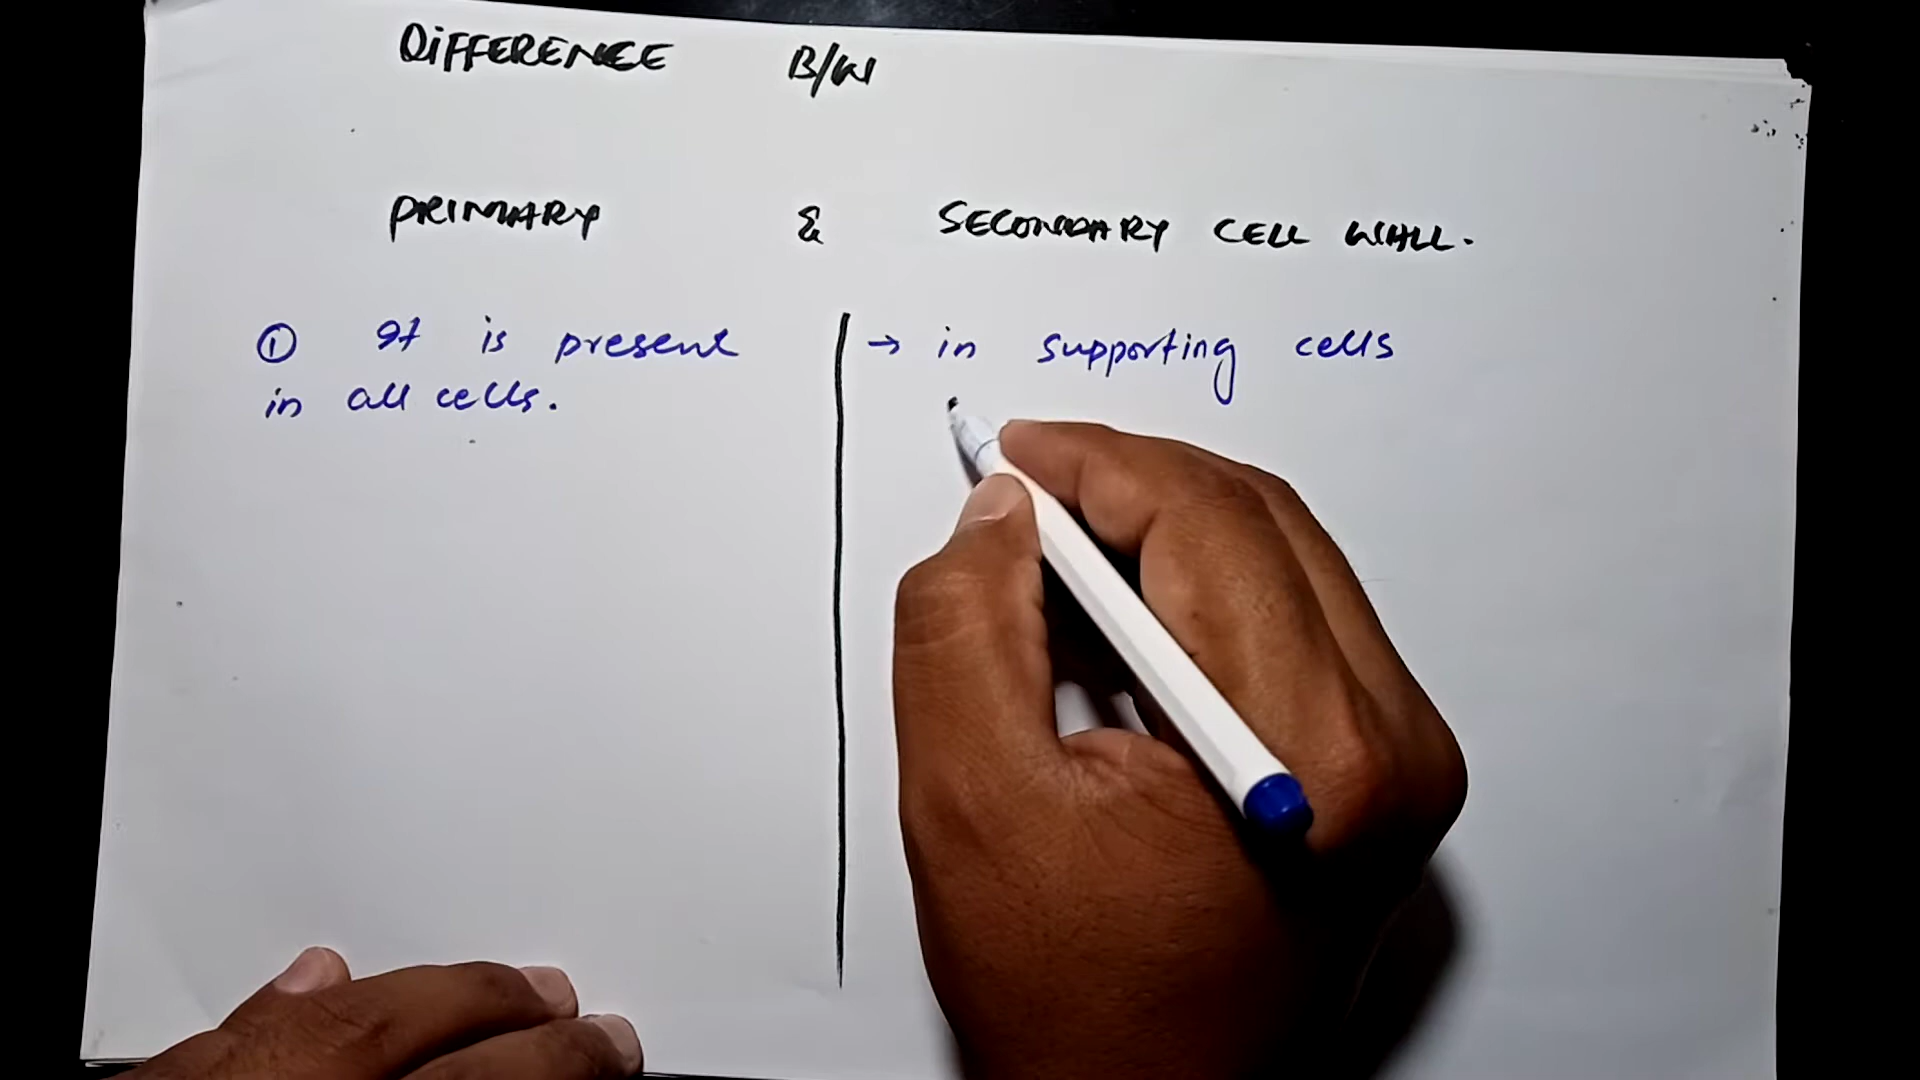 DIFFERENCE B/W
PRIMARY & SECONDARY CELL WALL.
① It is present
in all cells.
→ in supporting cells